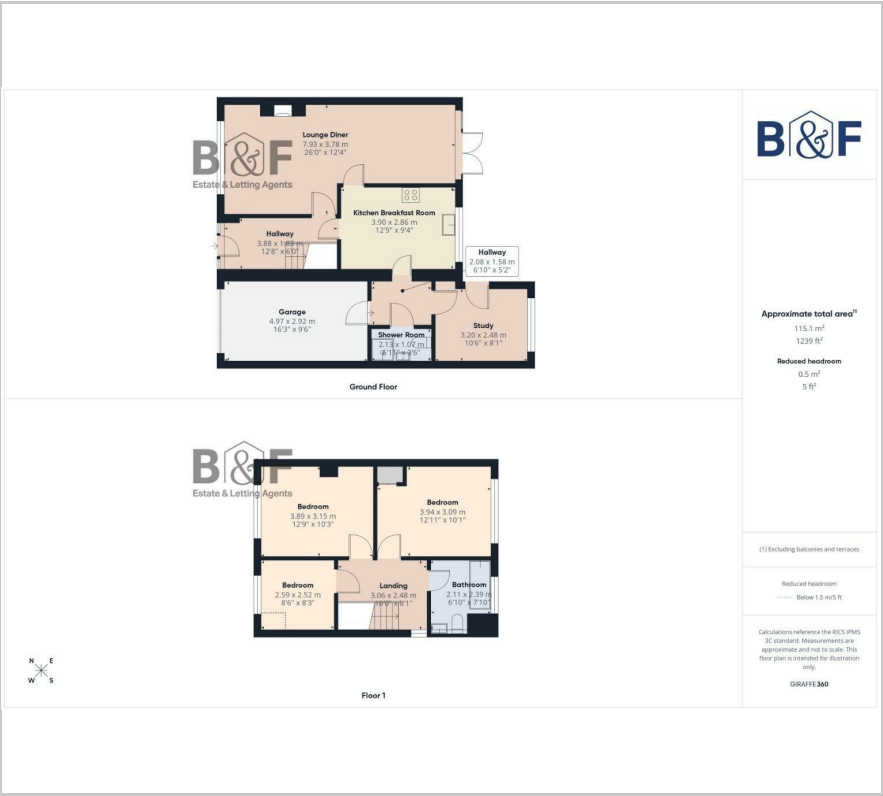 Lounge Diner
7.93 x 3.78 m
26'0" x 12'4"
B&F
Estate & Letting Agents
Kitchen Breakfast Room
3.90 x 2.86 m
12'9" x 9'4"
Hallway
3.88 x 1.83 m
12'8" x 6'0"
Hallway
2.08 x 1.58 m
6'10" x 5'2"
Garage
4.97 x 2.92 m
16'3" x 9'6"
Study
3.20 x 2.48 m
10'6" x 8'1"
Shower Room
2.13 x 1.07 m
Ground Floor
B&F
Estate & Letting Agents
Bedroom
3.89 x 3.15 m
12'9" x 10'3"
Bedroom
3.94 x 3.09 m
12'11" x 10'1"
Bedroom
2.59 x 2.52 m
8'6" x 8'3"
Landing
3.06 x 2.48 m
10'0" x 8'1"
Bathroom
2.11 x 2.39 m
6'10" x 7'10"
N E
W S
Floor 1
B&F
Approximate total area(1)
115.1 m²
1239 ft²
Reduced headroom
0.5 m²
5 ft²
(1) Excluding balconies and terraces
Reduced headroom
Below 1.5 m/5 ft
Calculations reference the RICS IPMS
3C standard. Measurements are
approximate and not to scale. This
floor plan is intended for illustration
only.
GIRAFFE360